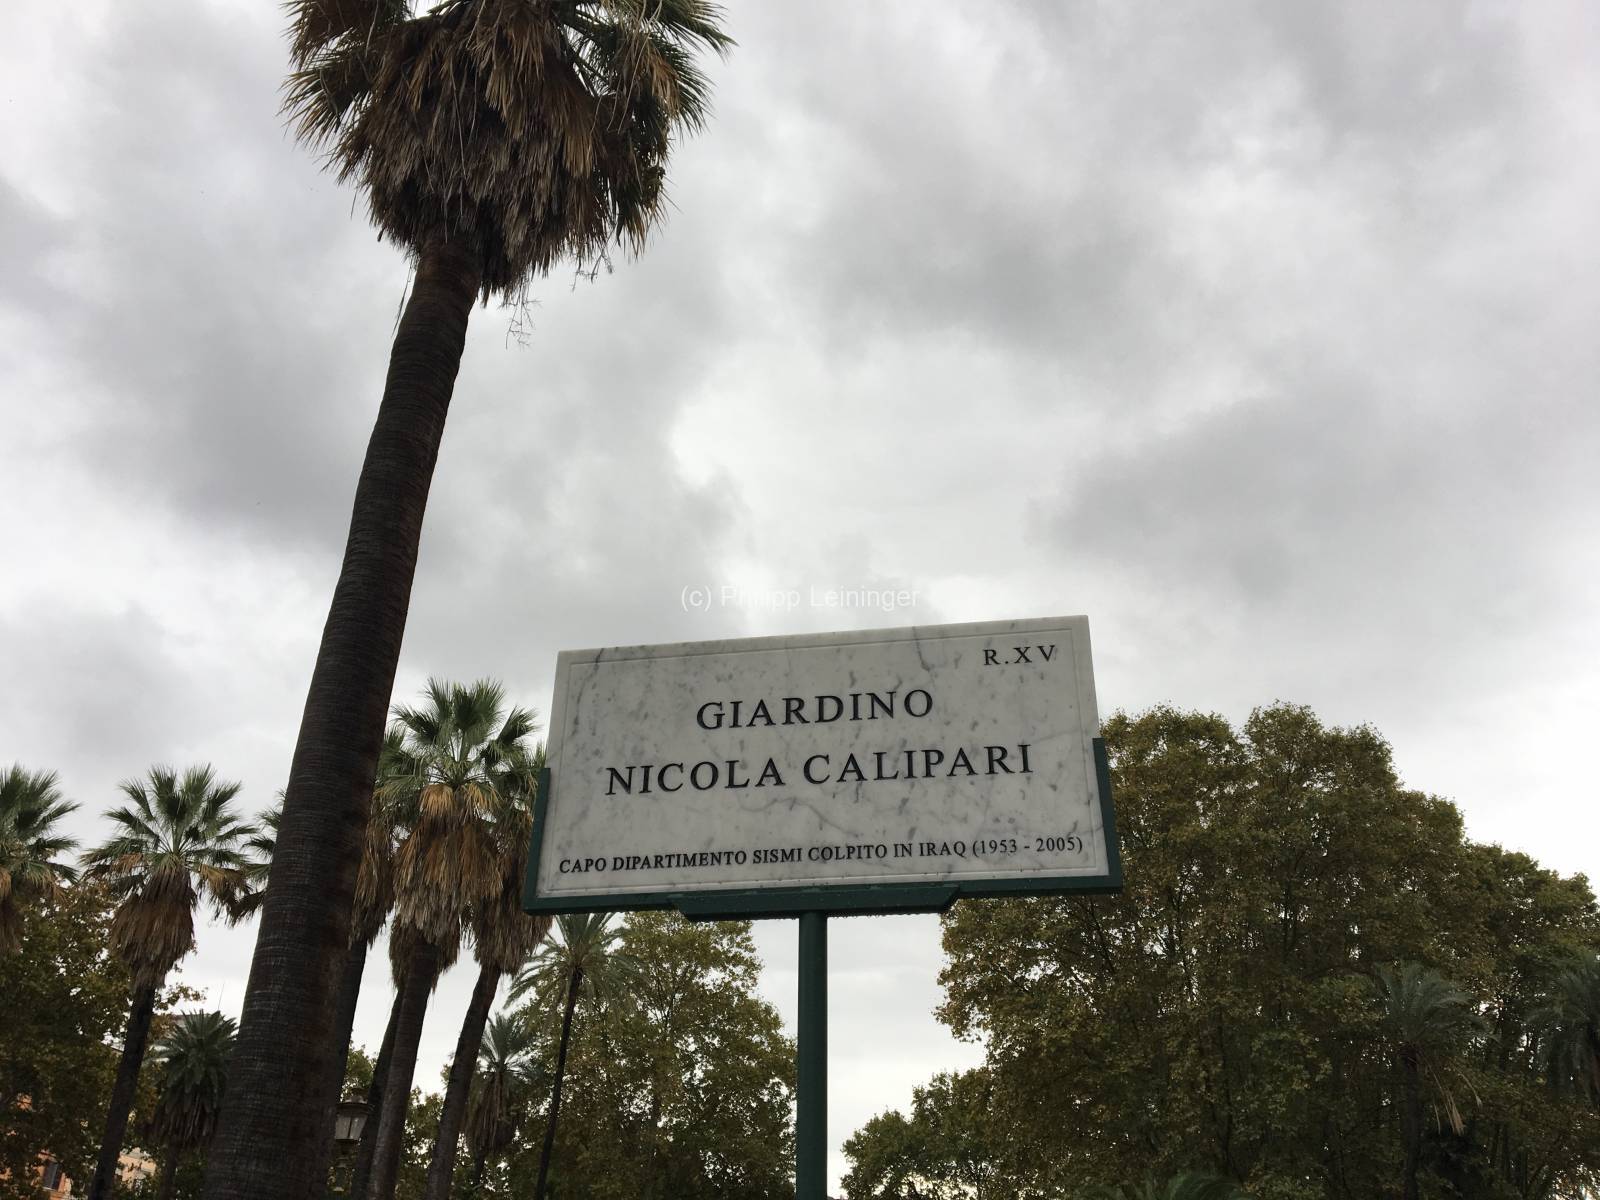 (c) Philipp Leininger
R.XV
GIARDINO
NICOLA CALIPARI
CAPO DIPARTIMENTO SISMI COLPITO IN IRAQ (1953 - 2005)